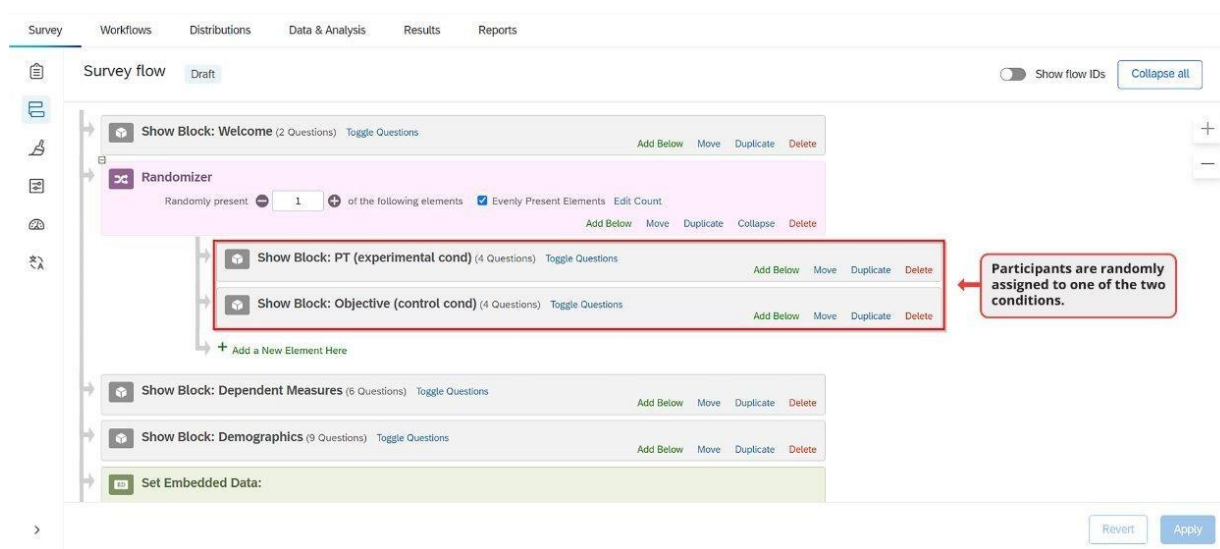 Survey Workflows Distributions Data & Analysis Results Reports
Survey flow Draft Show flow IDs Collapse all
Show Block: Welcome (2 Questions) Toggle Questions
Add Below Move Duplicate Delete
Randomizer
Randomly present 1 of the following elements Evenly Present Elements Edit Count
Add Below Move Duplicate Collapse Delete
Show Block: PT (experimental cond) (4 Questions) Toggle Questions
Add Below Move Duplicate Delete
Show Block: Objective (control cond) (4 Questions) Toggle Questions
Add Below Move Duplicate Delete
Participants are randomly
assigned to one of the two
conditions.
+ Add a New Element Here
Show Block: Dependent Measures (6 Questions) Toggle Questions
Add Below Move Duplicate Delete
Show Block: Demographics (9 Questions) Toggle Questions
Add Below Move Duplicate Delete
ED Set Embedded Data:
Revert Apply